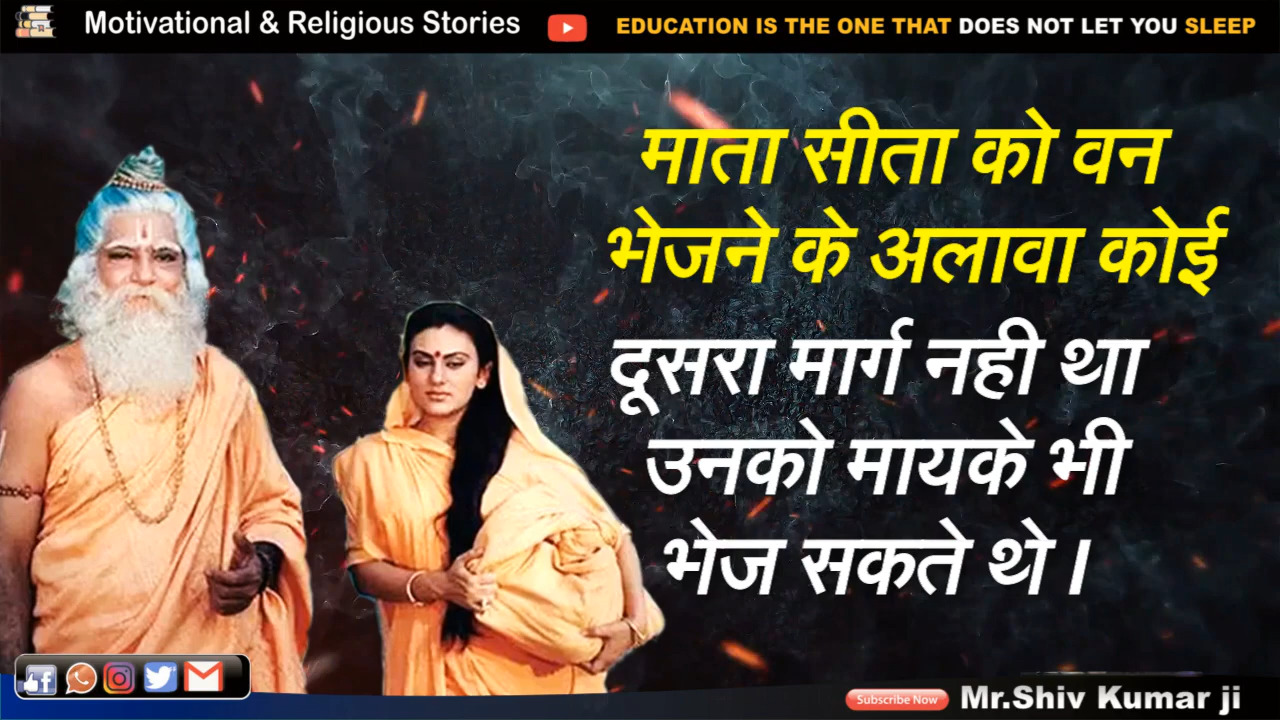 Motivational & Religious Stories
EDUCATION IS THE ONE THAT DOES NOT LET YOU SLEEP
माता सीता को वन
भेजने के अलावा कोई
दूसरा मार्ग नही था
उनको मायके भी
भेज सकते थे।
Subscribe Now
Mr.Shiv Kumar ji